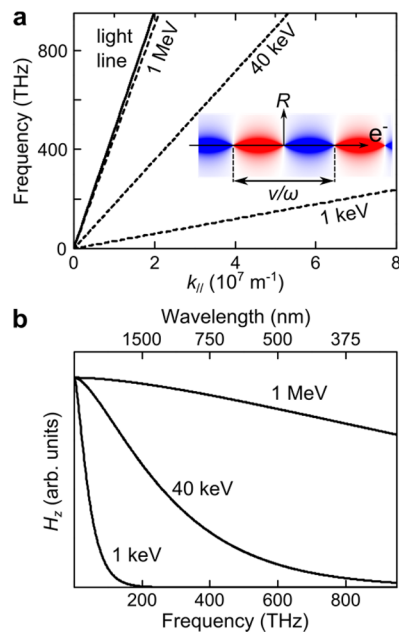 a
light
line
1 MeV
40 keV
1 keV
R
e-
v/ω
Frequency (THz)
800
400
0
0 2 4 6 8
k// (10⁷ m⁻¹)
b
Wavelength (nm)
1500 750 500 375
1 MeV
40 keV
1 keV
Hz (arb. units)
0 200 400 600 800
Frequency (THz)